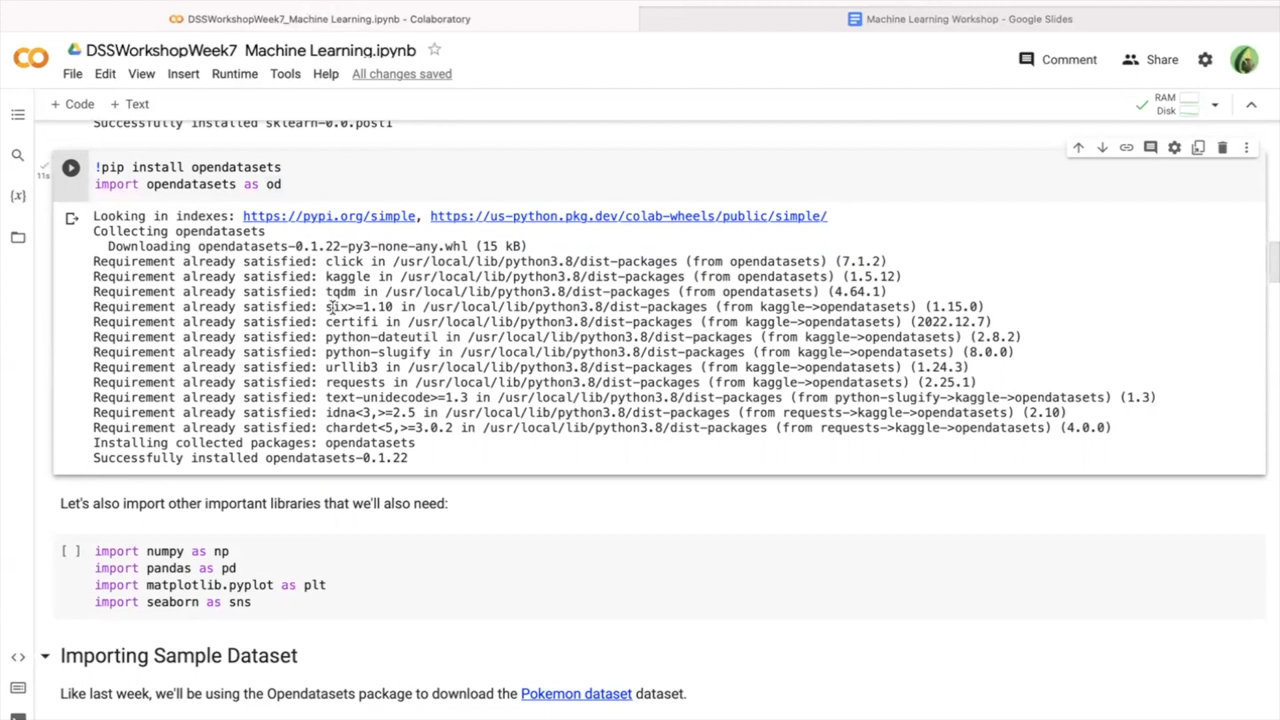 DSSWorkshopWeek7_Machine Learning.ipynb - Colaboratory
Machine Learning Workshop - Google Slides
DSSWorkshopWeek7 Machine Learning.ipynb
Comment
Share
File Edit View Insert Runtime Tools Help All changes saved
+ Code + Text
RAM
Disk
Successfully installed sklearn-0.0.post1
11s
!pip install opendatasets
import opendatasets as od
Looking in indexes: https://pypi.org/simple, https://us-python.pkg.dev/colab-wheels/public/simple/
Collecting opendatasets
Downloading opendatasets-0.1.22-py3-none-any.whl (15 kB)
Requirement already satisfied: click in /usr/local/lib/python3.8/dist-packages (from opendatasets) (7.1.2)
Requirement already satisfied: kaggle in /usr/local/lib/python3.8/dist-packages (from opendatasets) (1.5.12)
Requirement already satisfied: tqdm in /usr/local/lib/python3.8/dist-packages (from opendatasets) (4.64.1)
Requirement already satisfied: six>=1.10 in /usr/local/lib/python3.8/dist-packages (from kaggle->opendatasets) (1.15.0)
Requirement already satisfied: certifi in /usr/local/lib/python3.8/dist-packages (from kaggle->opendatasets) (2022.12.7)
Requirement already satisfied: python-dateutil in /usr/local/lib/python3.8/dist-packages (from kaggle->opendatasets) (2.8.2)
Requirement already satisfied: python-slugify in /usr/local/lib/python3.8/dist-packages (from kaggle->opendatasets) (8.0.0)
Requirement already satisfied: urllib3 in /usr/local/lib/python3.8/dist-packages (from kaggle->opendatasets) (1.24.3)
Requirement already satisfied: requests in /usr/local/lib/python3.8/dist-packages (from kaggle->opendatasets) (2.25.1)
Requirement already satisfied: text-unidecode>=1.3 in /usr/local/lib/python3.8/dist-packages (from python-slugify->kaggle->opendatasets) (1.3)
Requirement already satisfied: idna<3,>=2.5 in /usr/local/lib/python3.8/dist-packages (from requests->kaggle->opendatasets) (2.10)
Requirement already satisfied: chardet<5,>=3.0.2 in /usr/local/lib/python3.8/dist-packages (from requests->kaggle->opendatasets) (4.0.0)
Installing collected packages: opendatasets
Successfully installed opendatasets-0.1.22
Let's also import other important libraries that we'll also need:
[ ] import numpy as np
import pandas as pd
import matplotlib.pyplot as plt
import seaborn as sns
Importing Sample Dataset
Like last week, we'll be using the Opendatasets package to download the Pokemon dataset dataset.